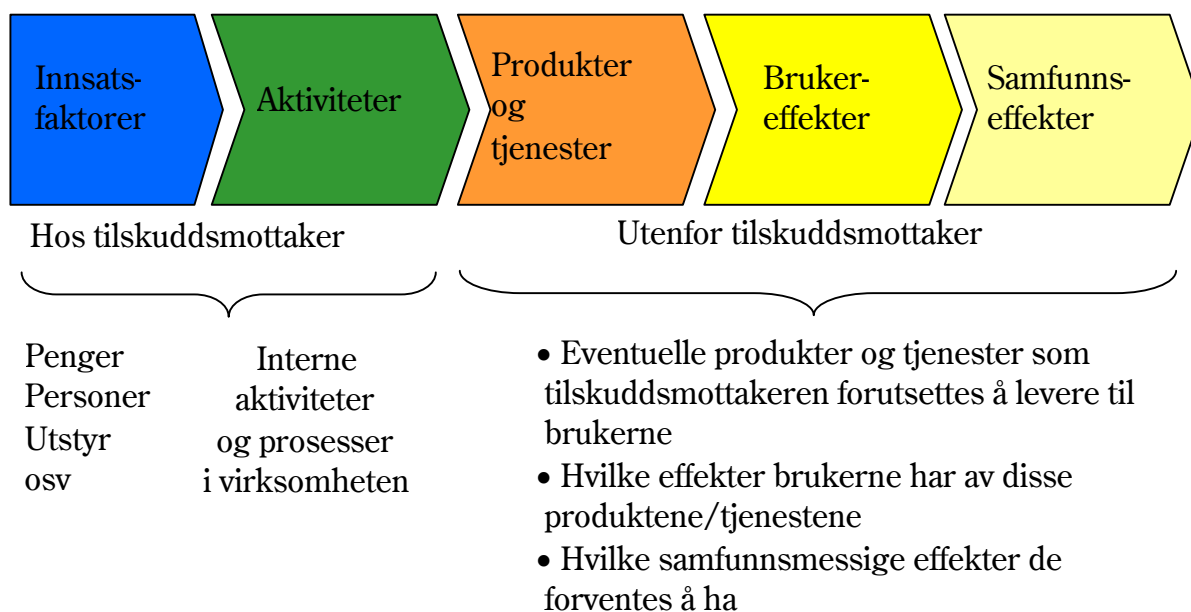 Innsats-
faktorer
Aktiviteter
Produkter
og
tjenester
Bruker-
effekter
Samfunns-
effekter
Hos tilskuddsmottaker
Utenfor tilskuddsmottaker
Penger
Personer
Utstyr
osv
Interne
aktiviteter
og prosesser
i virksomheten
• Eventuelle produkter og tjenester som
tilskuddsmottakeren forutsettes å levere til
brukerne
• Hvilke effekter brukerne har av disse
produktene/tjenestene
• Hvilke samfunnsmessige effekter de
forventes å ha